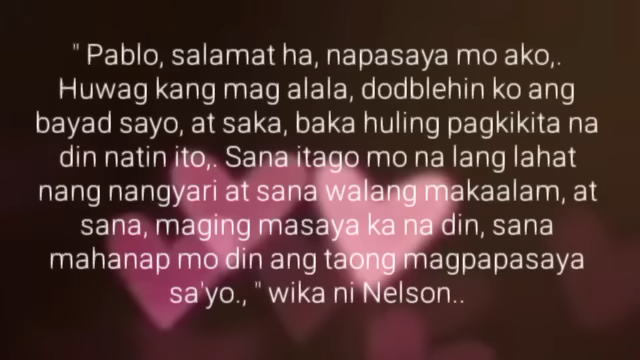 " Pablo, salamat ha, napasaya mo ako,.
Huwag kang mag alala, dodblehin ko ang
bayad sayo, at saka, baka huling pagkikita na
din natin ito,. Sana itago mo na lang lahat
nang nangyari at sana walang makaalam, at
sana, maging masaya ka na din, sana
mahanap mo din ang taong magpapasaya
sa'yo., " wika ni Nelson..